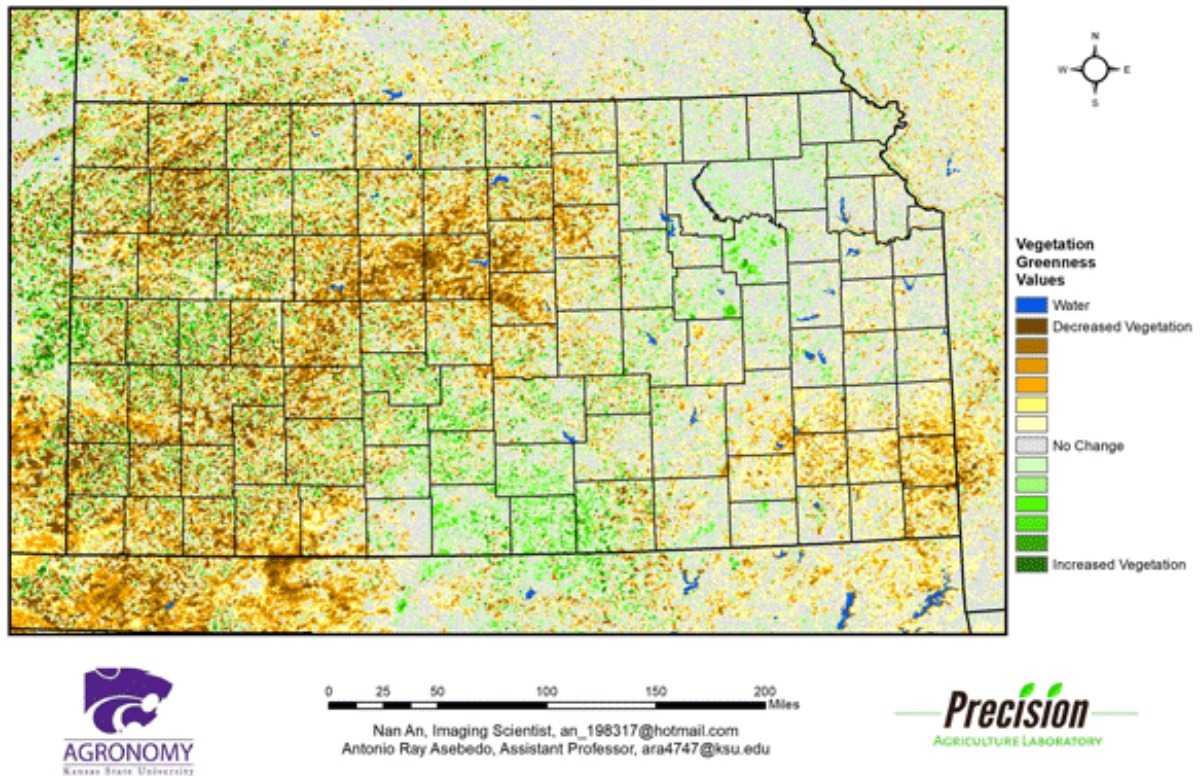 N
W E
S
Vegetation
Greenness
Values
Water
Decreased Vegetation
No Change
Increased Vegetation
0 25 50 100 150 200
Miles
Nan An, Imaging Scientist, an_198317@hotmail.com
Antonio Ray Asebedo, Assistant Professor, ara4747@ksu.edu
AGRONOMY
Kansas State University
Precision
AGRICULTURE LABORATORY